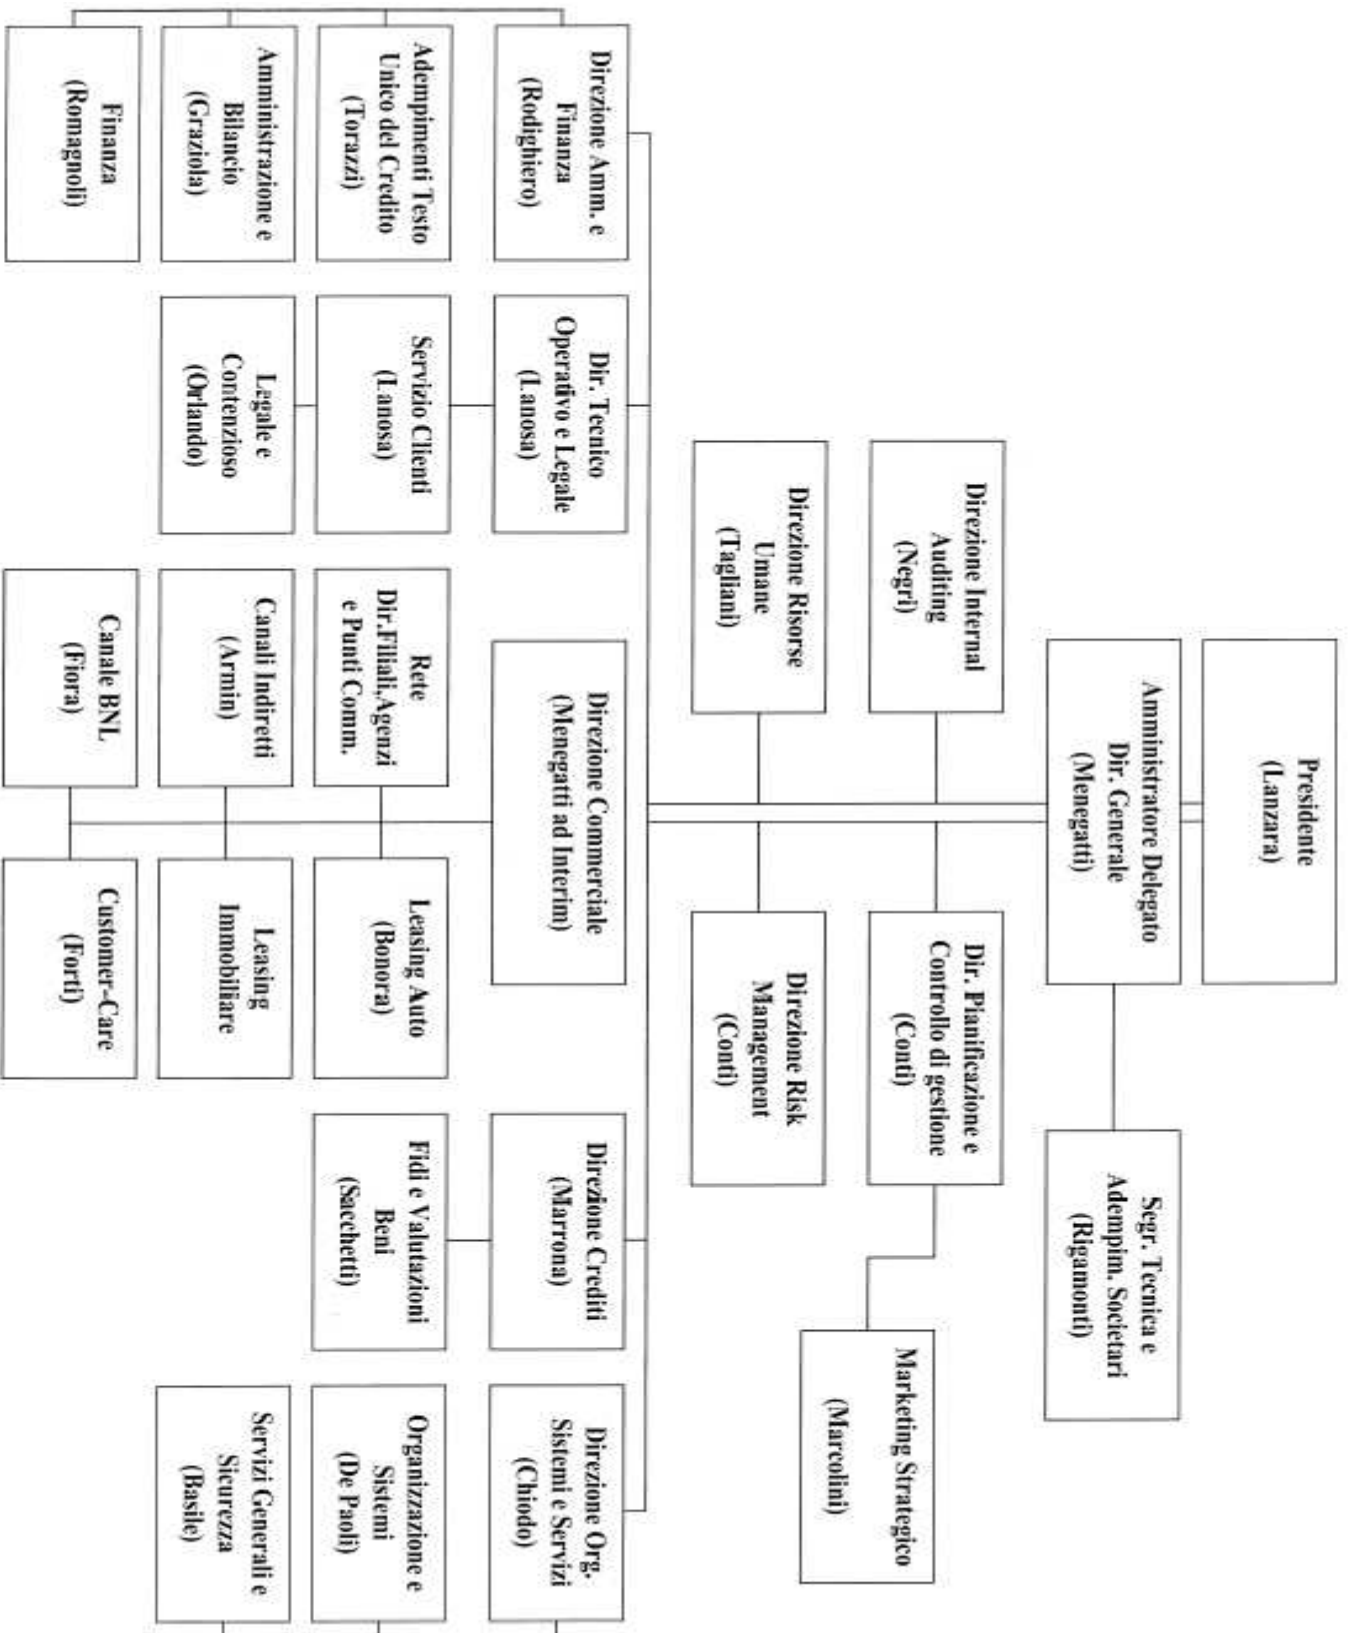 Presidente
(Lanzara)
Amministratore Delegato
Dir. Generale
(Menegatti)
Segr. Tecnica e
Adempim. Societari
(Rigamonti)
Direzione Internal
Auditing
(Negri)
Dir. Pianificazione e
Controllo di gestione
(Conti)
Marketing Strategico
(Marcolini)
Direzione Risorse
Umane
(Tagliani)
Direzione Risk
Management
(Conti)
Direzione Amm. e
Finanza
(Rodighiero)
Dir. Tecnico
Operativo e Legale
(Lanosa)
Direzione Commerciale
(Menegatti ad Interim)
Direzione Crediti
(Marrona)
Direzione Org.
Sistemi e Servizi
(Chiodo)
Adempimenti Testo
Unico del Credito
(Torazzi)
Servizio Clienti
(Lanosa)
Rete
Dir.Filiali,Agenzi
e Punti Comm.
Leasing Auto
(Bonora)
Fidi e Valutazioni
Beni
(Sacchetti)
Organizzazione e
Sistemi
(De Paoli)
Amministrazione e
Bilancio
(Graziola)
Legale e
Contenzioso
(Orlando)
Canali Indiretti
(Armin)
Leasing
Immobiliare
Servizi Generali e
Sicurezza
(Basile)
Finanza
(Romagnoli)
Canale BNL
(Fiora)
Customer-Care
(Forti)